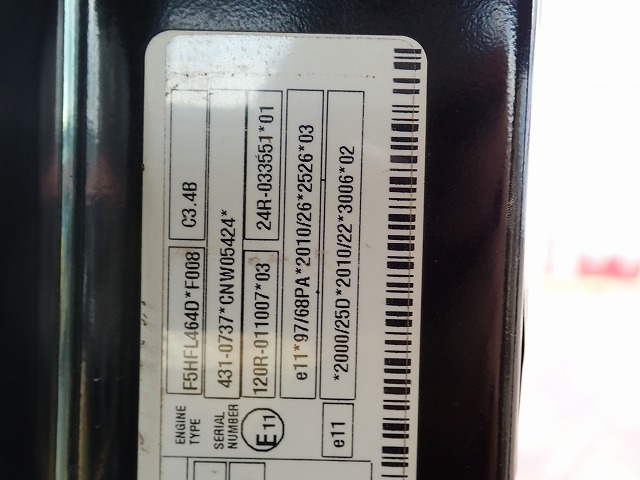 ENGINE TYPE F5HFL464D*F008 C3.4B
SERIAL NUMBER 431-0737*CNW05424*
E 11 120R-011007*03 24R-033551*01
e11*97/68PA*2010/26*2526*03
e11 *2000/25D*2010/22*3006*02